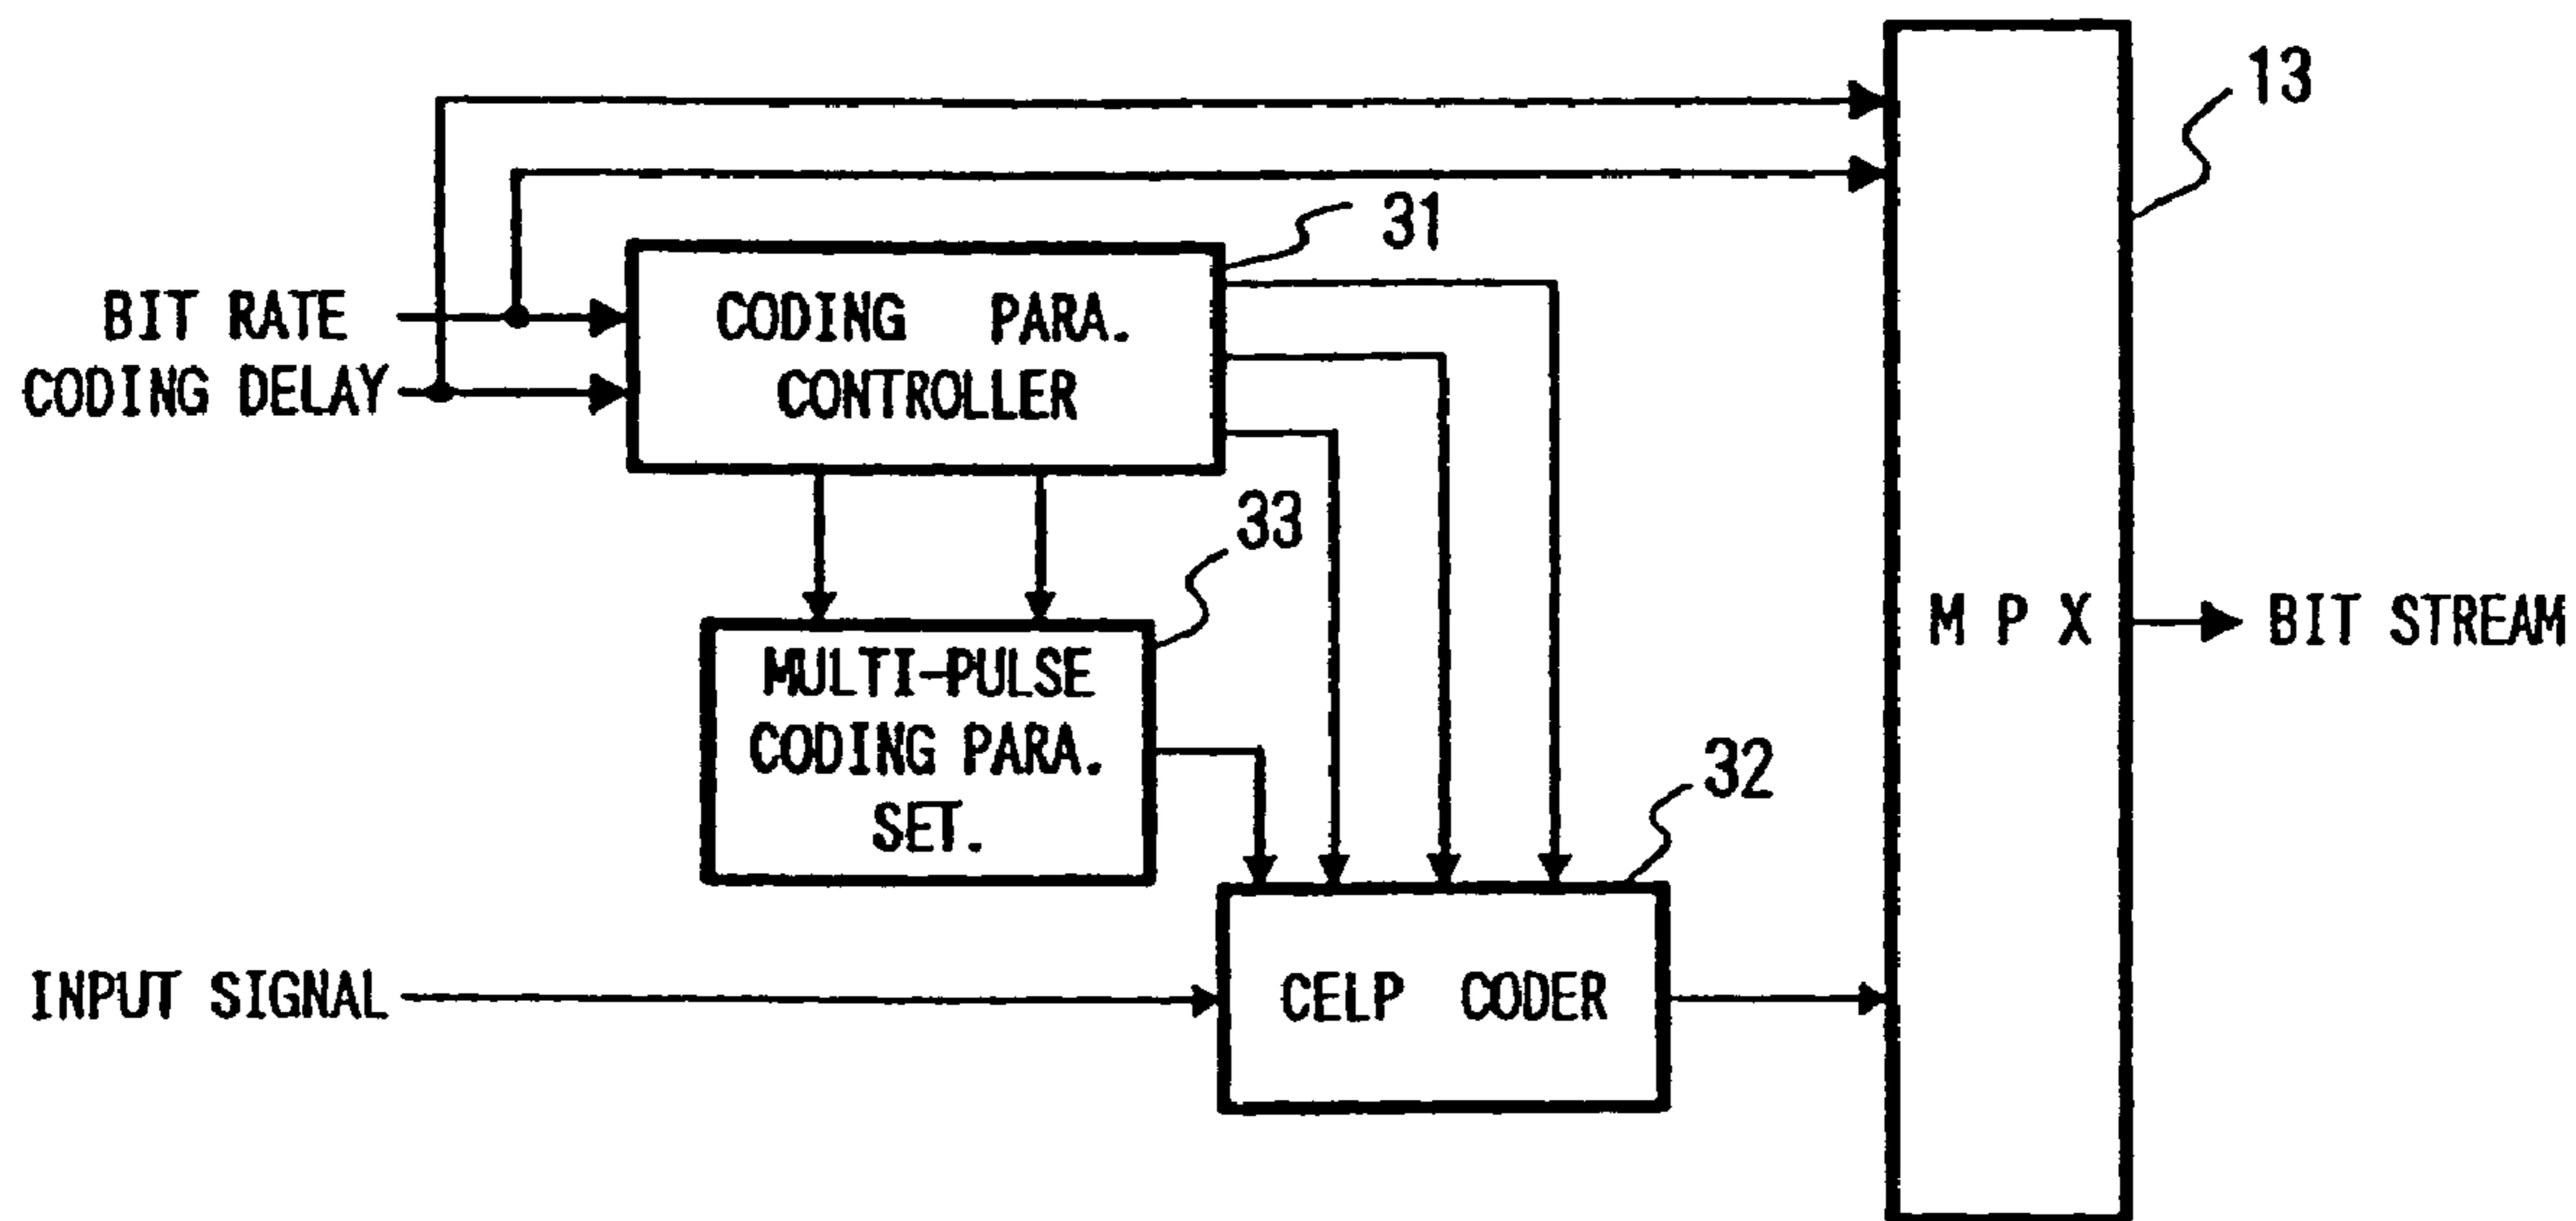 13
31
BIT RATE
CODING DELAY
CODING PARA.
CONTROLLER
33
MULTI-PULSE
CODING PARA.
SET.
M P X
BIT STREAM
32
INPUT SIGNAL
CELP CODER